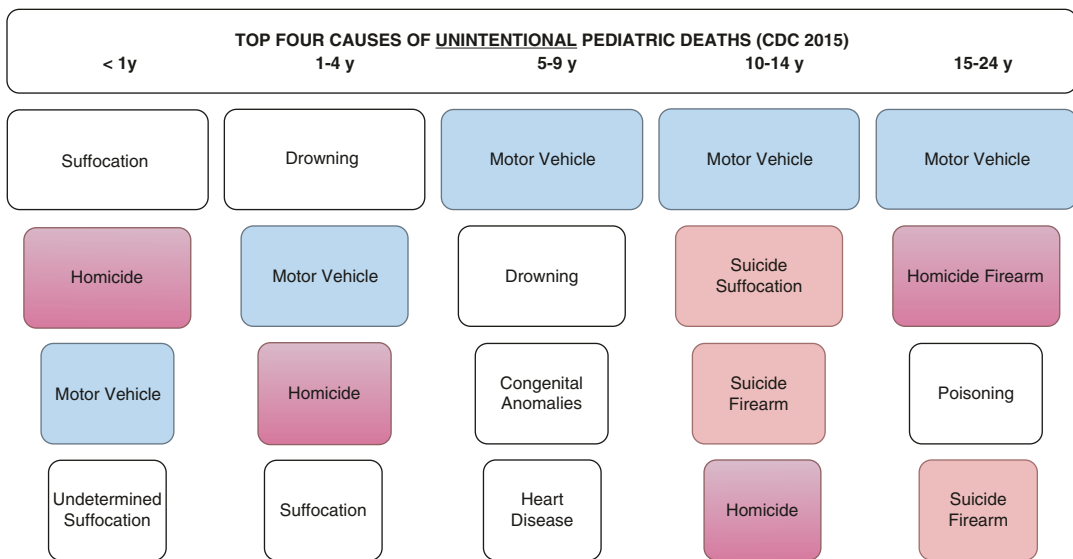 TOP FOUR CAUSES OF UNINTENTIONAL PEDIATRIC DEATHS (CDC 2015)
< 1y 1-4 y 5-9 y 10-14 y 15-24 y
Suffocation Drowning Motor Vehicle Motor Vehicle Motor Vehicle
Homicide Motor Vehicle Drowning Suicide
Suffocation Homicide Firearm
Motor Vehicle Homicide Congenital
Anomalies Suicide
Firearm Poisoning
Undetermined
Suffocation Suffocation Heart
Disease Homicide Suicide
Firearm